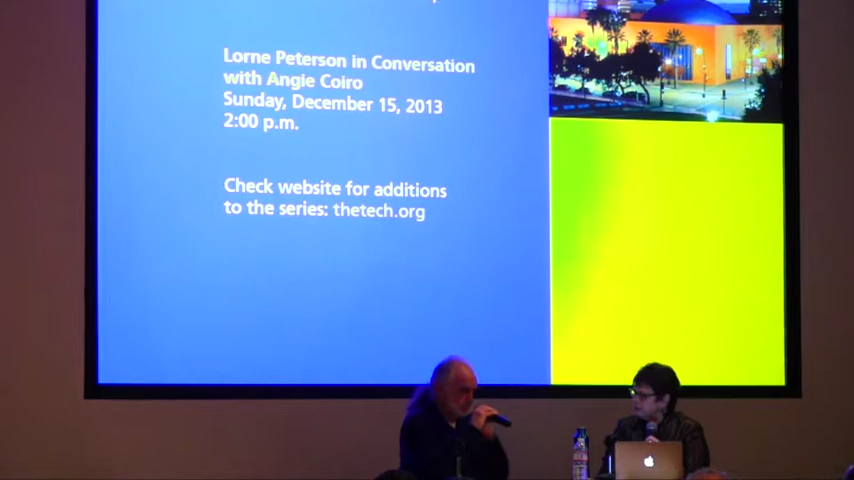 Lorne Peterson in Conversation
with Angie Coiro
Sunday, December 15, 2013
2:00 p.m.
Check website for additions
to the series: thetech.org